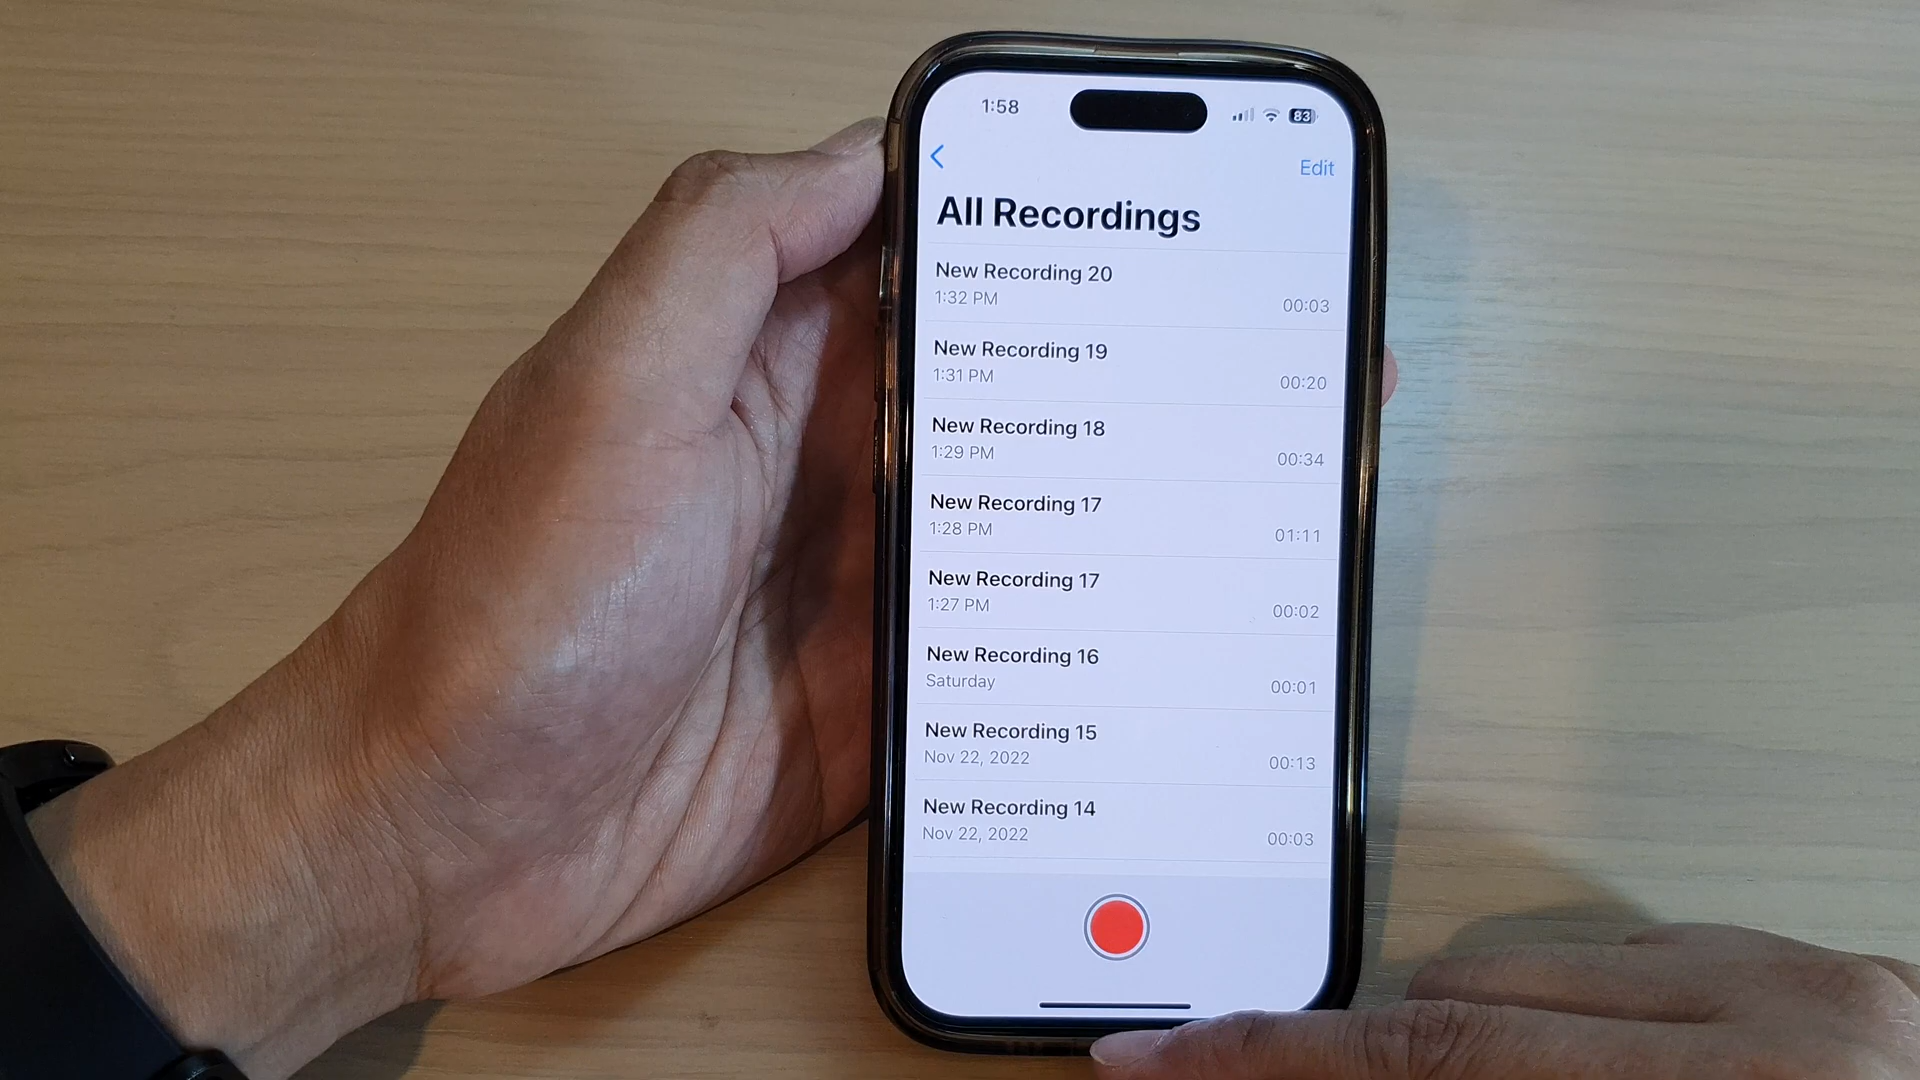 1:58
83
Edit
All Recordings
New Recording 20
1:32 PM
00:03
New Recording 19
1:31 PM
00:20
New Recording 18
1:29 PM
00:34
New Recording 17
1:28 PM
01:11
New Recording 17
1:27 PM
00:02
New Recording 16
Saturday
00:01
New Recording 15
Nov 22, 2022
00:13
New Recording 14
Nov 22, 2022
00:03